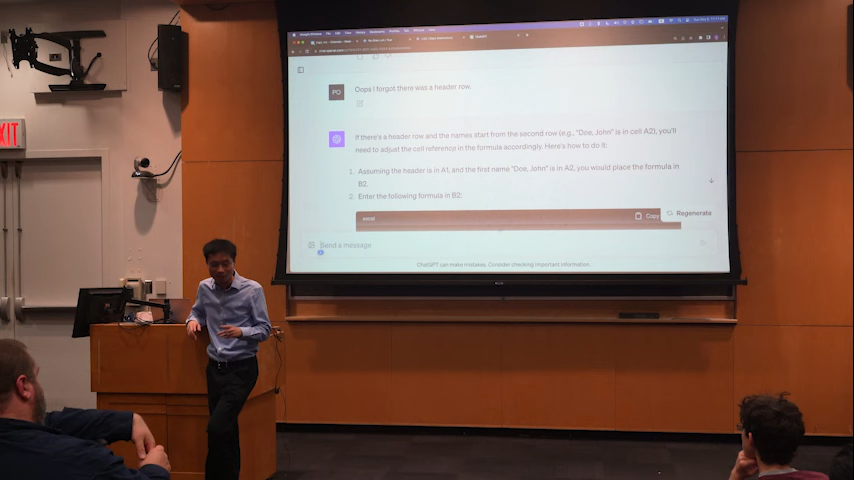 EXIT
PO
Oops I forgot there was a header row.
If there's a header row and the names start from the second row (e.g., "Doe, John" is in cell A2), you'll
need to adjust the cell reference in the formula accordingly. Here's how to do it:
1. Assuming the header is in A1, and the first name "Doe, John" is in A2, you would place the formula in
B2.
2. Enter the following formula in B2:
excel
Copy
Regenerate
Send a message
ChatGPT can make mistakes. Consider checking important information.